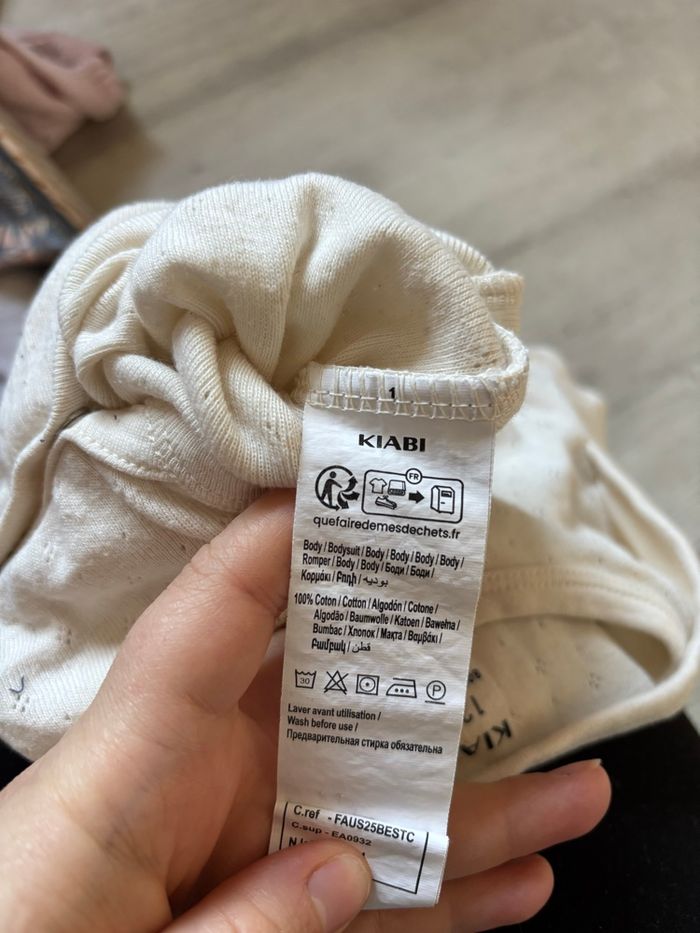 1
KIABI
FR
quefairedemesdechets.fr
Body / Bodysuit / Body / Body / Body / Body /
Romper / Body / Body / Боди / Боди /
Κορμάκι / Բոդի / بوديه /
100% Coton / Cotton / Algodón / Cotone /
Algodão / Baumwolle / Katoen / Bawełna /
Bumbac / Хлопок / Мақта / Βαμβάκι /
Բամբակ / قطن /
30
P
Laver avant utilisation /
Wash before use /
Предварительная стирка обязательна
C.ref - FAUS25BESTC
C.sup - EA0932
KIA